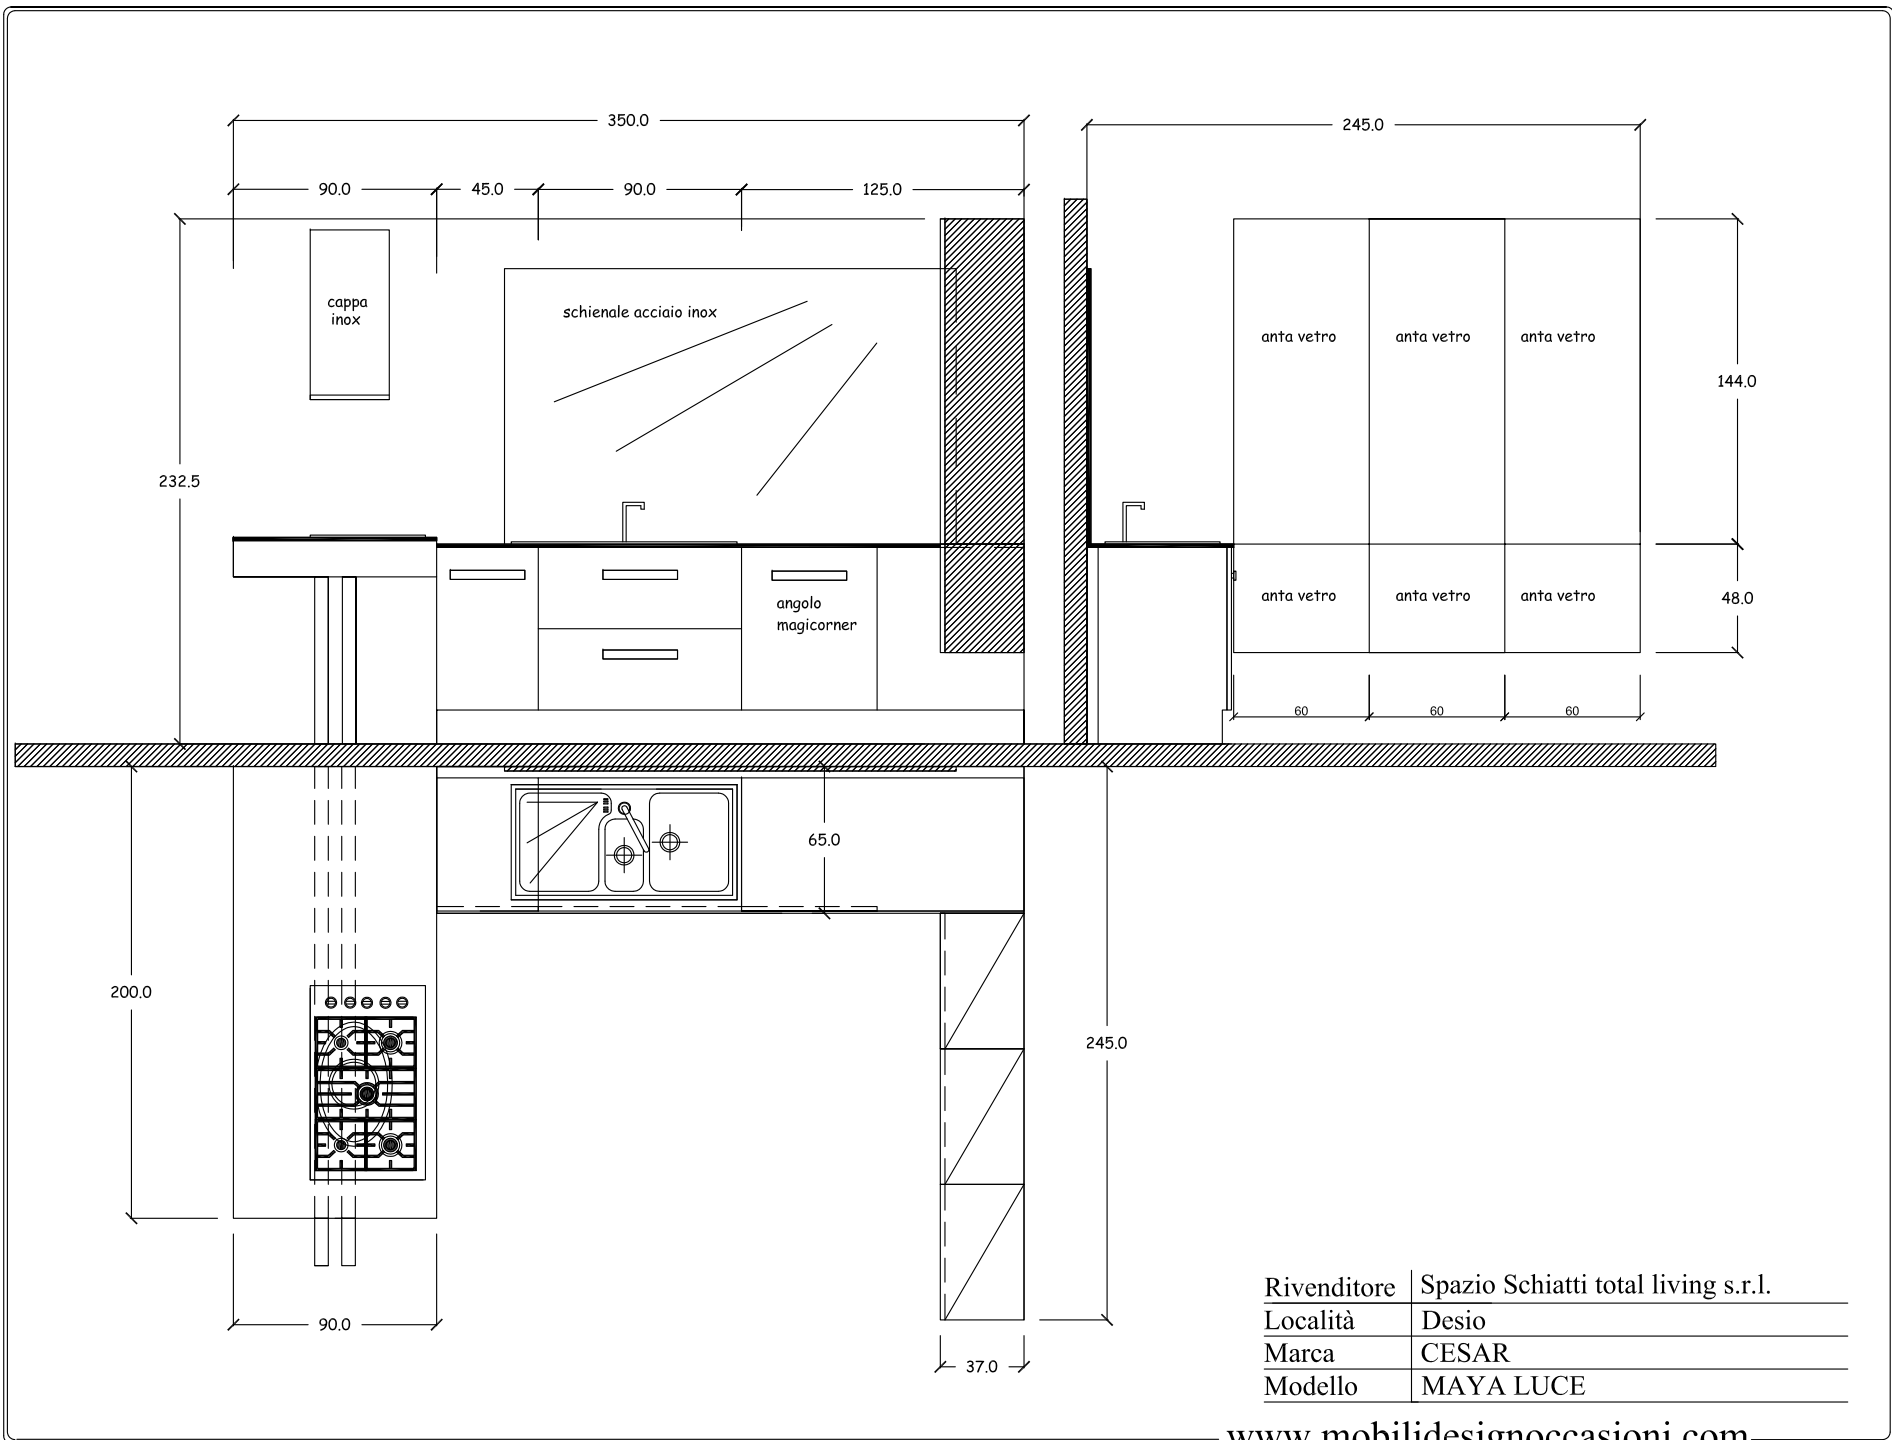 350.0
245.0
90.0
45.0
90.0
125.0
cappa
inox
schienale acciaio inox
anta vetro
anta vetro
anta vetro
144.0
232.5
angolo
magicorner
anta vetro
anta vetro
anta vetro
48.0
60
60
60
65.0
200.0
245.0
90.0
37.0
Rivenditore Spazio Schiatti total living s.r.l.
Località Desio
Marca CESAR
Modello MAYA LUCE
www.mobilidesignoccasioni.com